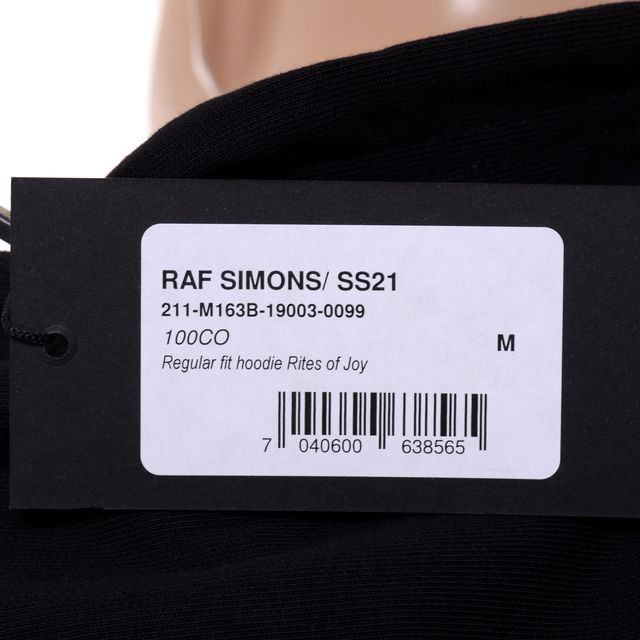 RAF SIMONS/ SS21
211-M163B-19003-0099
100CO
M
Regular fit hoodie Rites of Joy
7 040600 638565